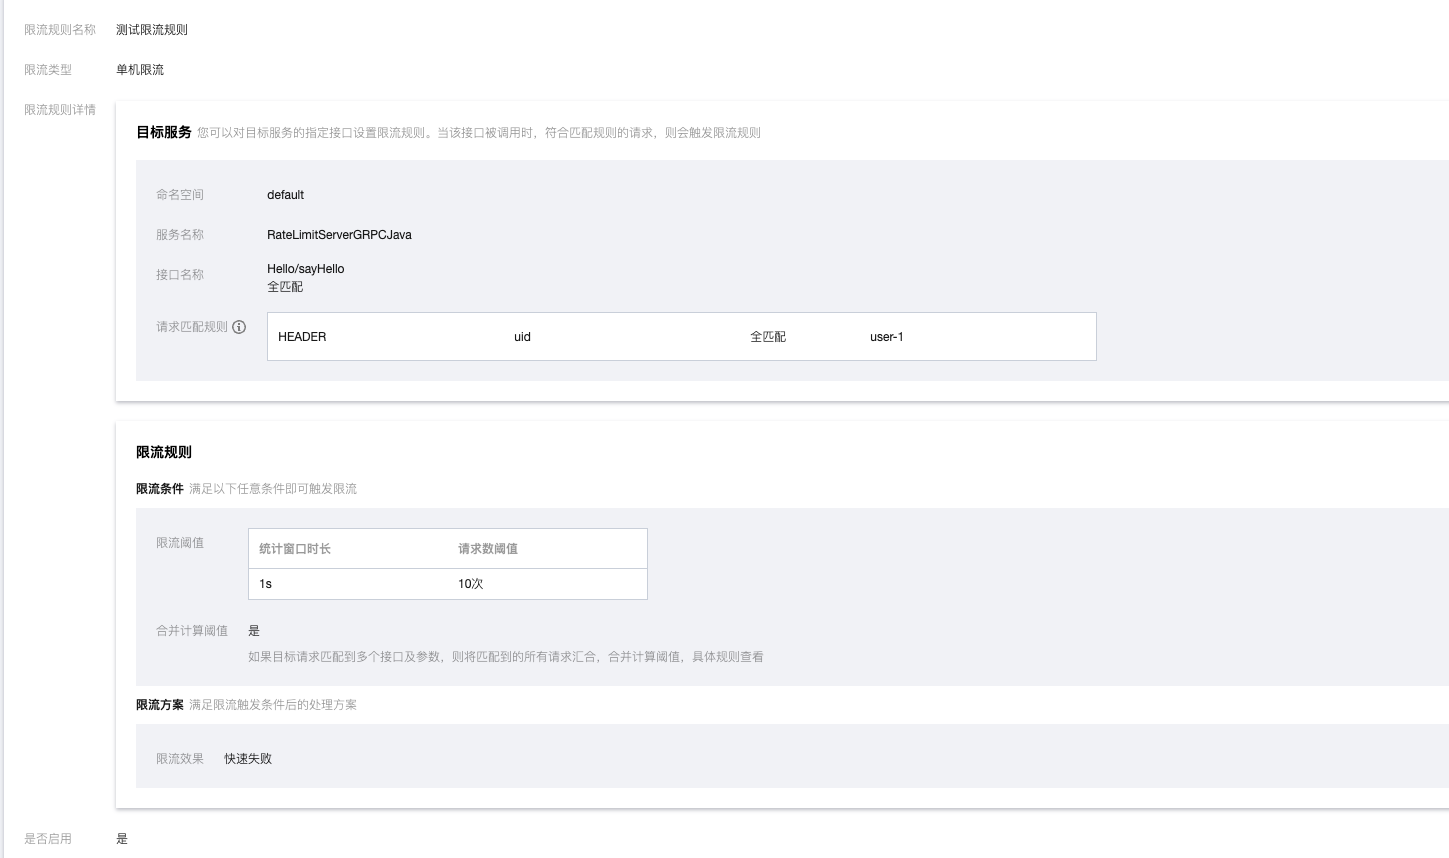 限流规则名称 测试限流规则
限流类型 单机限流
限流规则详情
目标服务 您可以对目标服务的指定接口设置限流规则。当该接口被调用时，符合匹配规则的请求，则会触发限流规则
命名空间 default
服务名称 RateLimitServerGRPCJava
接口名称 Hello/sayHello
全匹配
请求匹配规则 HEADER uid 全匹配 user-1
限流规则
限流条件 满足以下任意条件即可触发限流
限流阈值 统计窗口时长 请求数阈值
1s 10次
合并计算阈值 是
如果目标请求匹配到多个接口及参数，则将匹配到的所有请求汇合，合并计算阈值，具体规则查看
限流方案 满足限流触发条件后的处理方案
限流效果 快速失败
是否启用 是